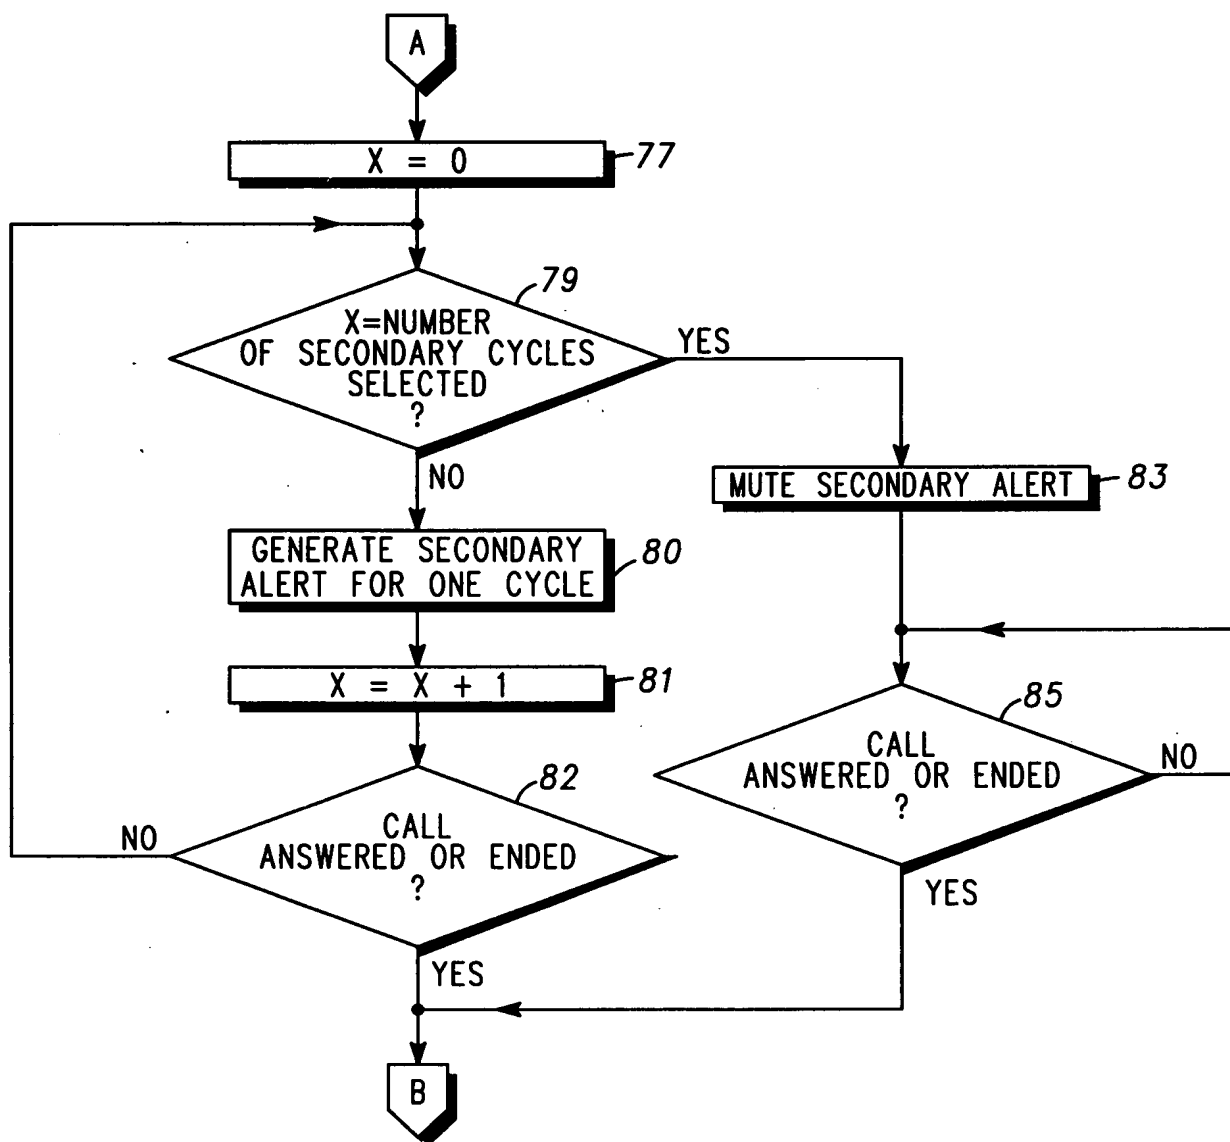 A
X = 0
77
79
X=NUMBER
OF SECONDARY CYCLES
SELECTED
?
YES
NO
MUTE SECONDARY ALERT
83
GENERATE SECONDARY
ALERT FOR ONE CYCLE
80
X = X + 1
81
85
CALL
ANSWERED OR ENDED
?
NO
YES
82
CALL
ANSWERED OR ENDED
?
NO
YES
B